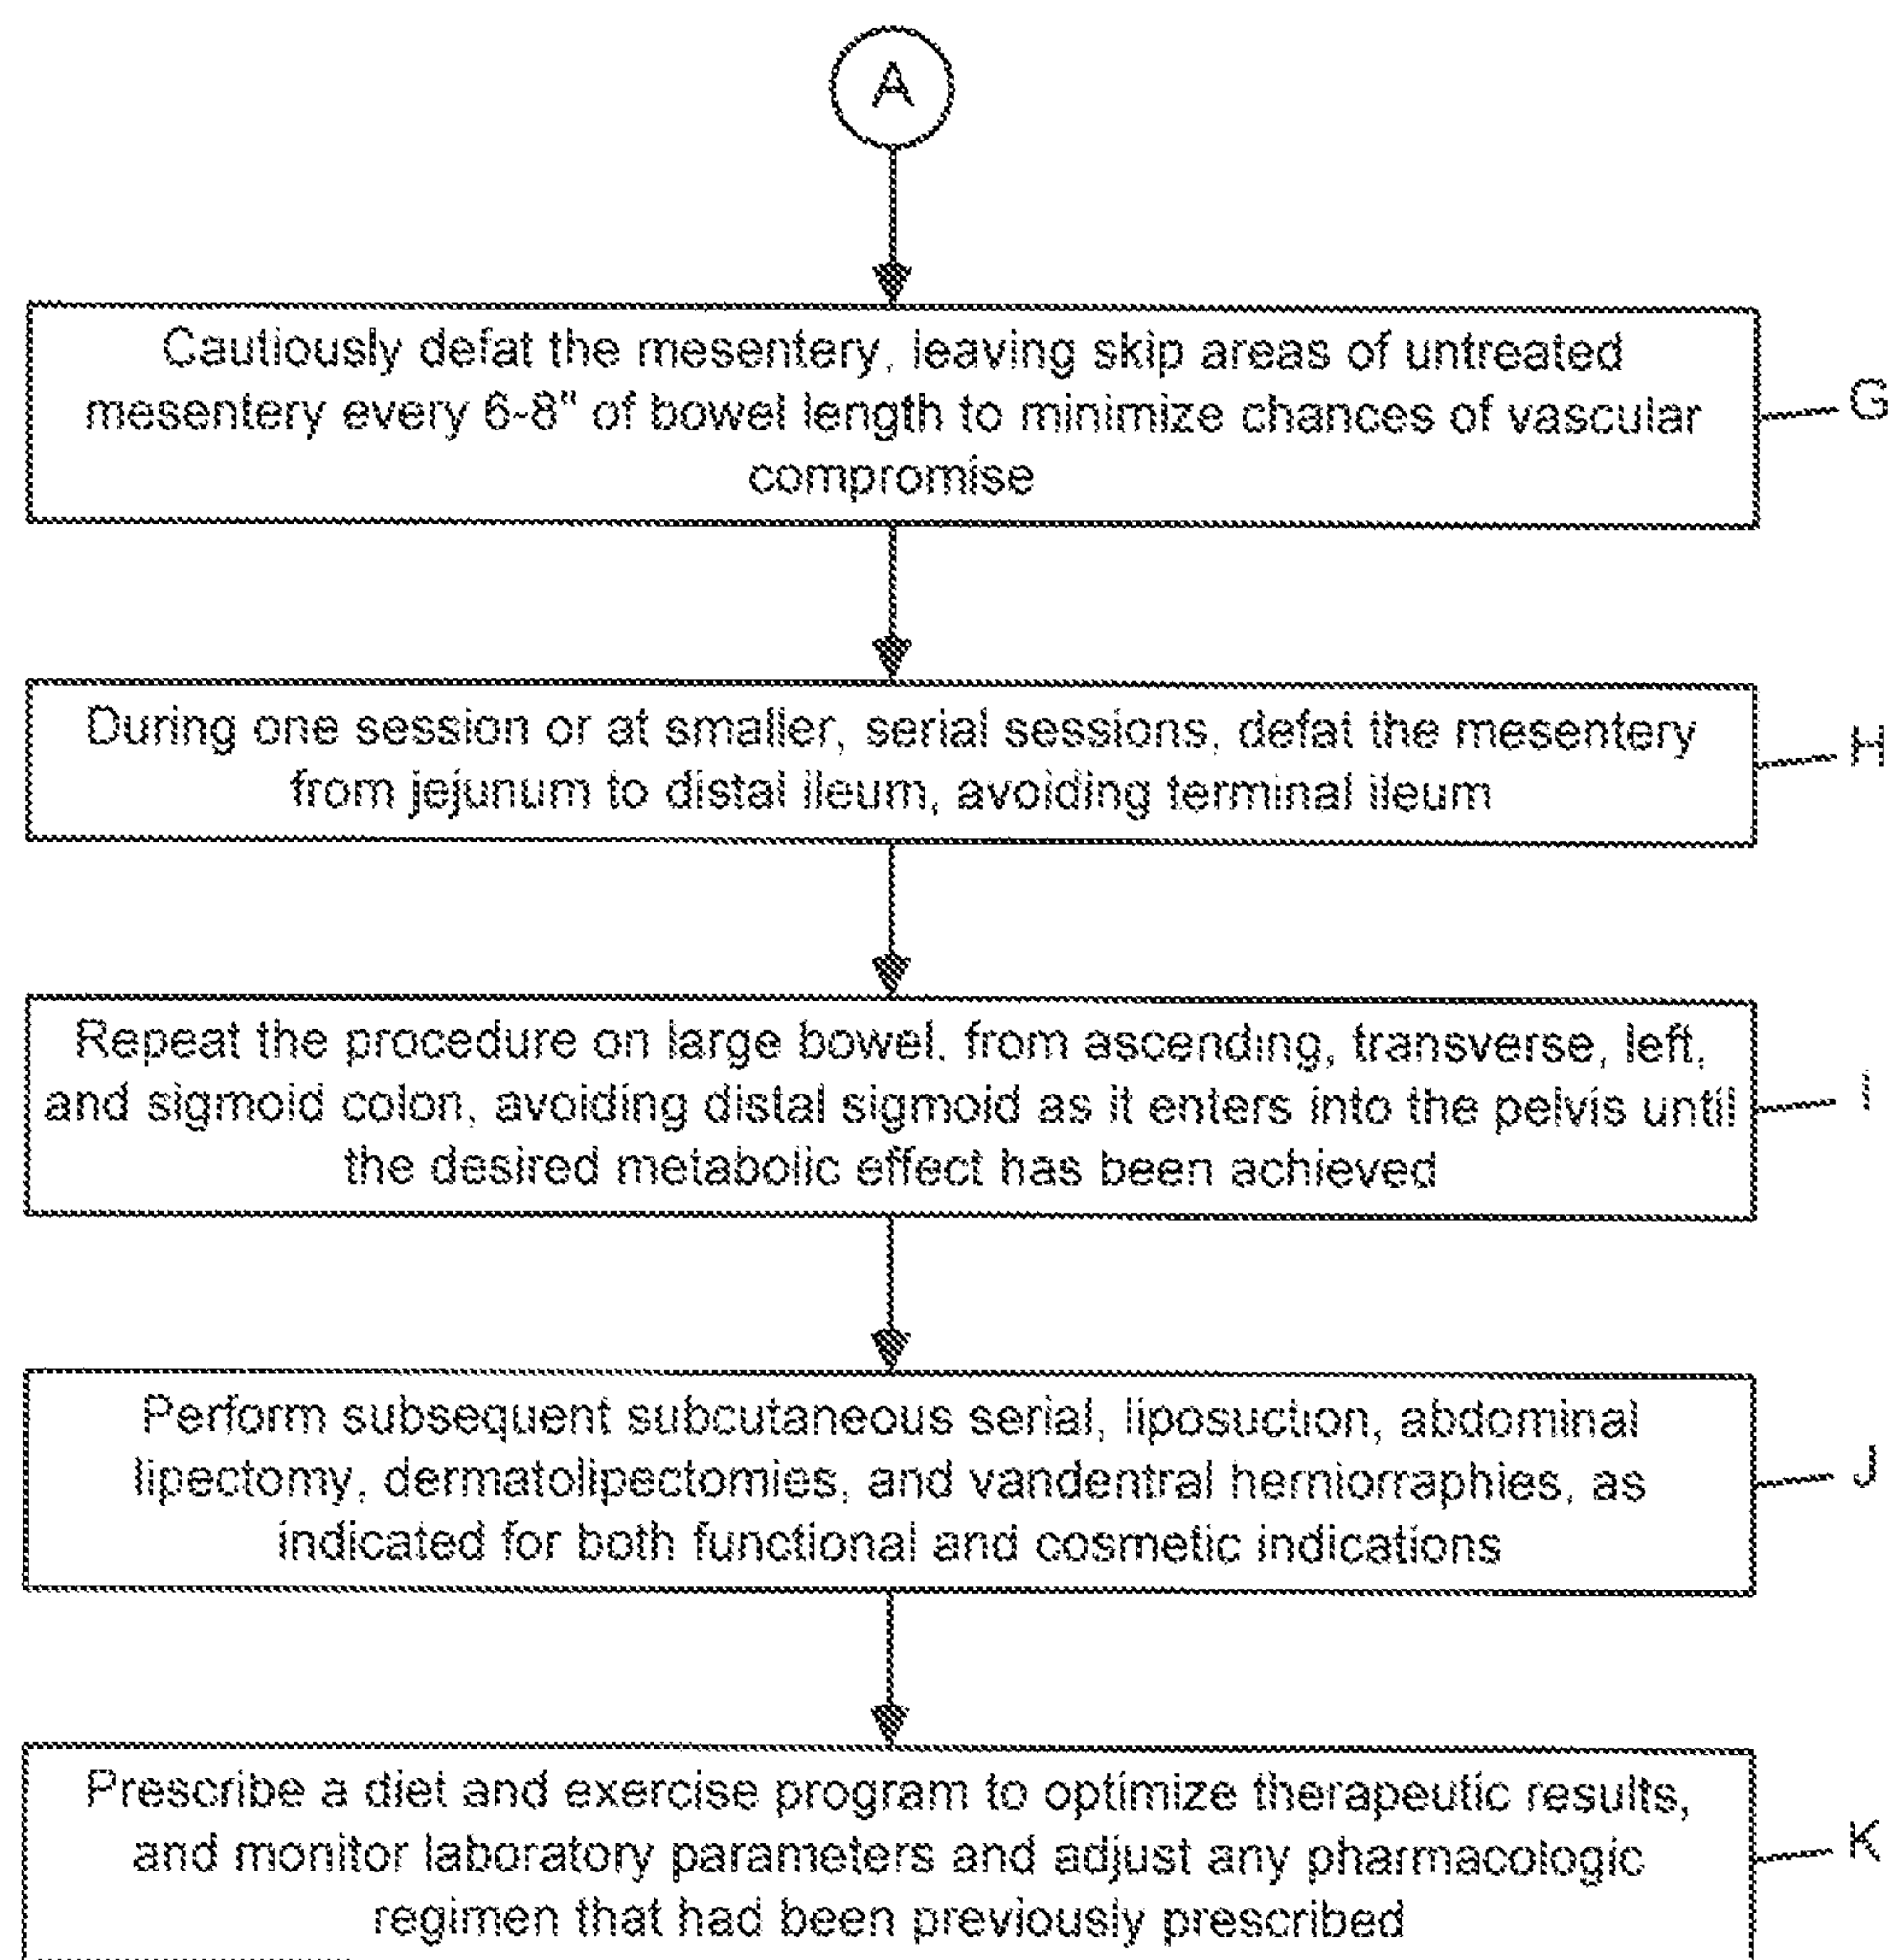 A
Cautiously defat the mesentery, leaving skip areas of untreated
mesentery every 6-8" of bowel length to minimize chances of vascular
compromise
G
During one session or at smaller, serial sessions, defat the mesentery
from jejunum to distal ileum, avoiding terminal ileum
H
Repeat the procedure on large bowel. from ascending, transverse, left,
and sigmoid colon, avoiding distal sigmoid as it enters into the pelvis until
the desired metabolic effect has been achieved
I
Perform subsequent subcutaneous serial, liposuction, abdominal
lipectomy, dermatolipectomies, and vandentral herniorraphies, as
indicated for both functional and cosmetic indications
J
Prescribe a diet and exercise program to optimize therapeutic results,
and monitor laboratory parameters and adjust any pharmacologic
regimen that had been previously prescribed
K